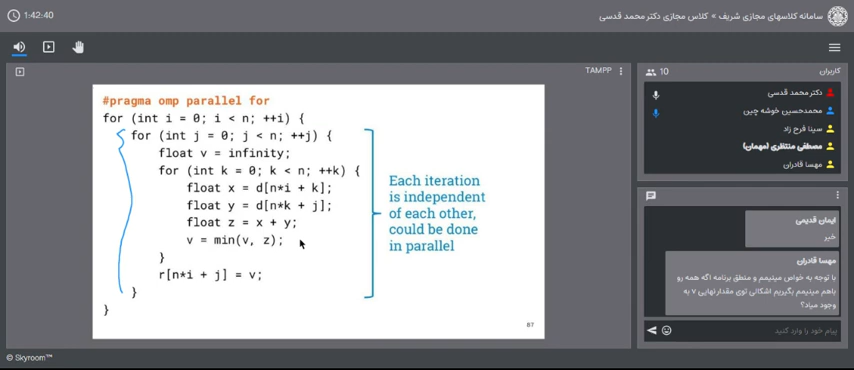 1:42:40
سامانه کلاسهای مجازی شریف > کلاس مجازی دکتر محمد قدسی
TAMPP
#pragma omp parallel for
for (int i = 0; i < n; ++i) {
for (int j = 0; j < n; ++j) {
float v = infinity;
for (int k = 0; k < n; ++k) {
float x = d[n*i + k];
float y = d[n*k + j];
float z = x + y;
v = min(v, z);
}
r[n*i + j] = v;
}
}
Each iteration
is independent
of each other,
could be done
in parallel
87
کاربران
10
دکتر محمد قدسی
محمدحسین خوشه چین
سینا فرح زاد
مصطفی منتظری (مهمان)
مهسا قادران
ایمان قدیمی
خیر
مهسا قادران
با توجه به خواص مینیمم و منطق برنامه اگه همه رو
باهم مینیمم بگیریم اشکالی توی مقدار نهایی v به
وجود میاد؟
پیام خود را وارد کنید
© Skyroom™